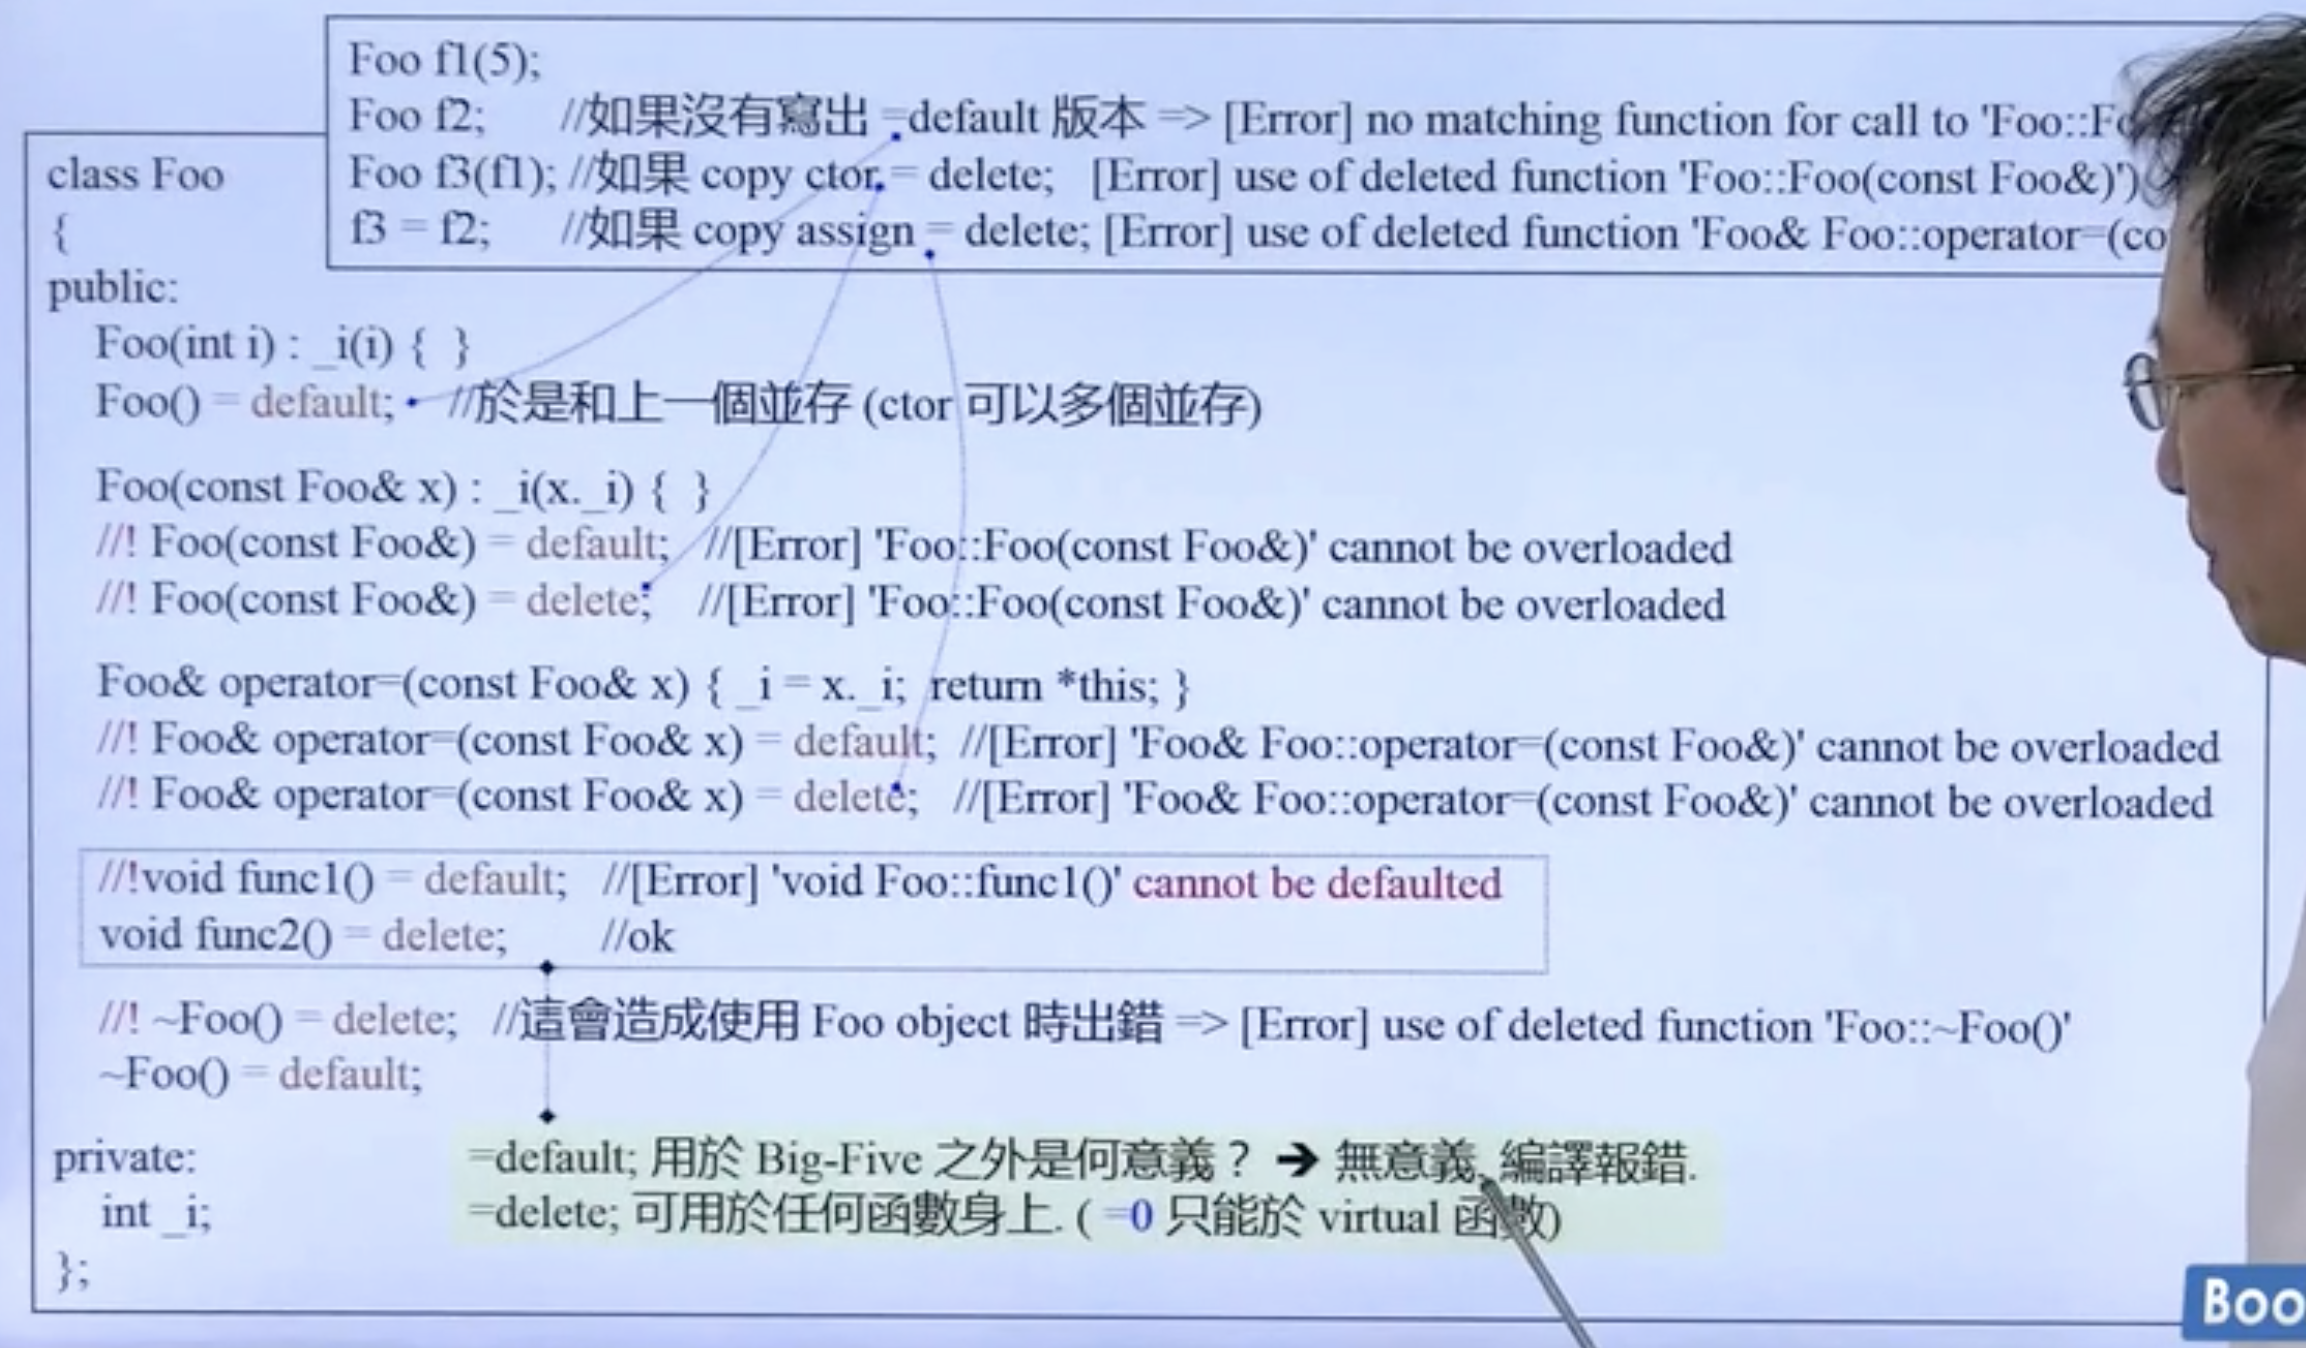 Foo f1(5);
Foo f2; //如果沒有寫出 =default 版本 => [Error] no matching function for call to 'Foo::Fo
Foo f3(f1); //如果 copy ctor = delete; [Error] use of deleted function 'Foo::Foo(const Foo&)')
f3 = f2; //如果 copy assign = delete; [Error] use of deleted function 'Foo& Foo::operator=(co
class Foo
{
public:
Foo(int i) : _i(i) { }
Foo() = default; //於是和上一個並存 (ctor 可以多個並存)
Foo(const Foo& x) : _i(x._i) { }
//! Foo(const Foo&) = default; //[Error] 'Foo::Foo(const Foo&)' cannot be overloaded
//! Foo(const Foo&) = delete; //[Error] 'Foo::Foo(const Foo&)' cannot be overloaded
Foo& operator=(const Foo& x) { _i = x._i; return *this; }
//! Foo& operator=(const Foo& x) = default; //[Error] 'Foo& Foo::operator=(const Foo&)' cannot be overloaded
//! Foo& operator=(const Foo& x) = delete; //[Error] 'Foo& Foo::operator=(const Foo&)' cannot be overloaded
//!void func1() = default; //[Error] 'void Foo::func1()' cannot be defaulted
void func2() = delete; //ok
//! ~Foo() = delete; //這會造成使用 Foo object 時出錯 => [Error] use of deleted function 'Foo::~Foo()'
~Foo() = default;
private:
int _i;
};
=default; 用於 Big-Five 之外是何意義？ ➔ 無意義, 編譯報錯.
=delete; 可用於任何函數身上. ( =0 只能於 virtual 函數)
Boo